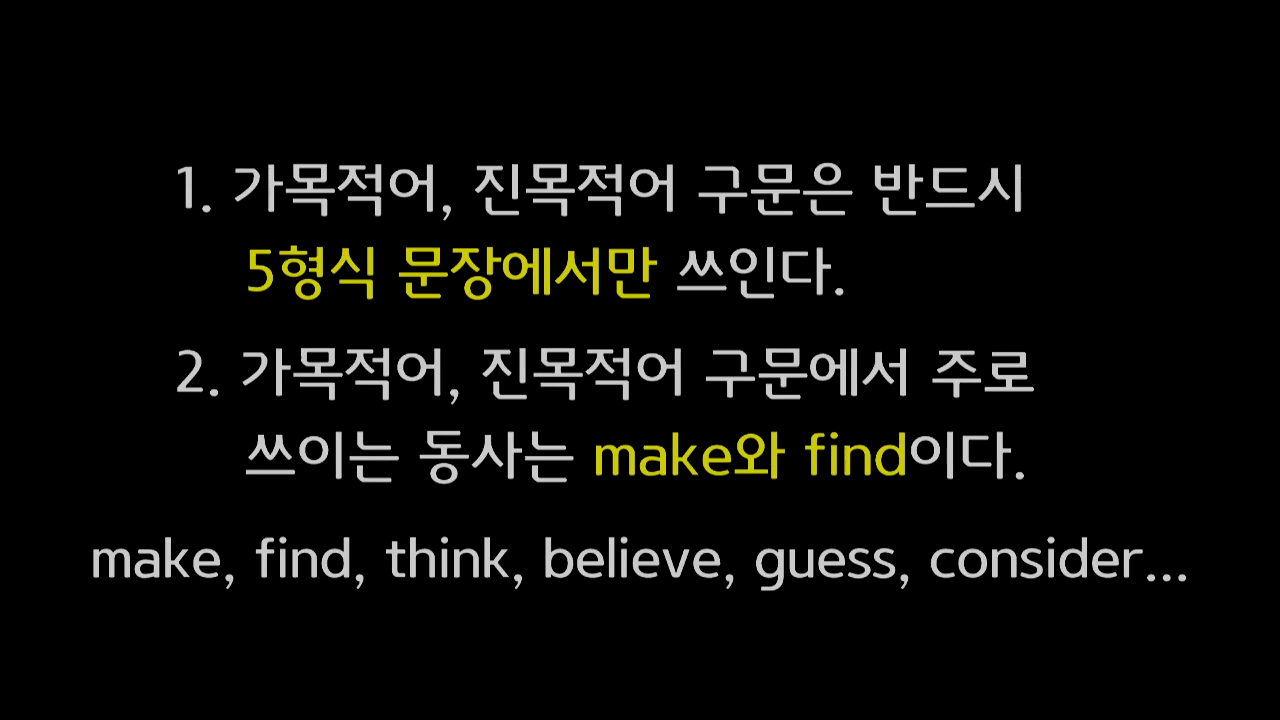 1. 가목적어, 진목적어 구문은 반드시
5형식 문장에서만 쓰인다.
2. 가목적어, 진목적어 구문에서 주로
쓰이는 동사는 make와 find이다.
make, find, think, believe, guess, consider...